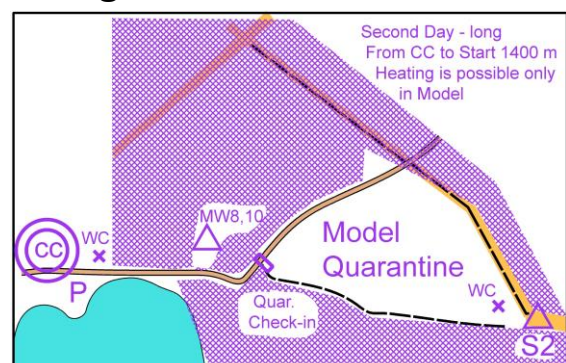 Second Day - long
From CC to Start 1400 m
Heating is possible only
in Model
MW8,10
CC
WC
Model
Quarantine
P
Quar.
Check-in
WC
S2